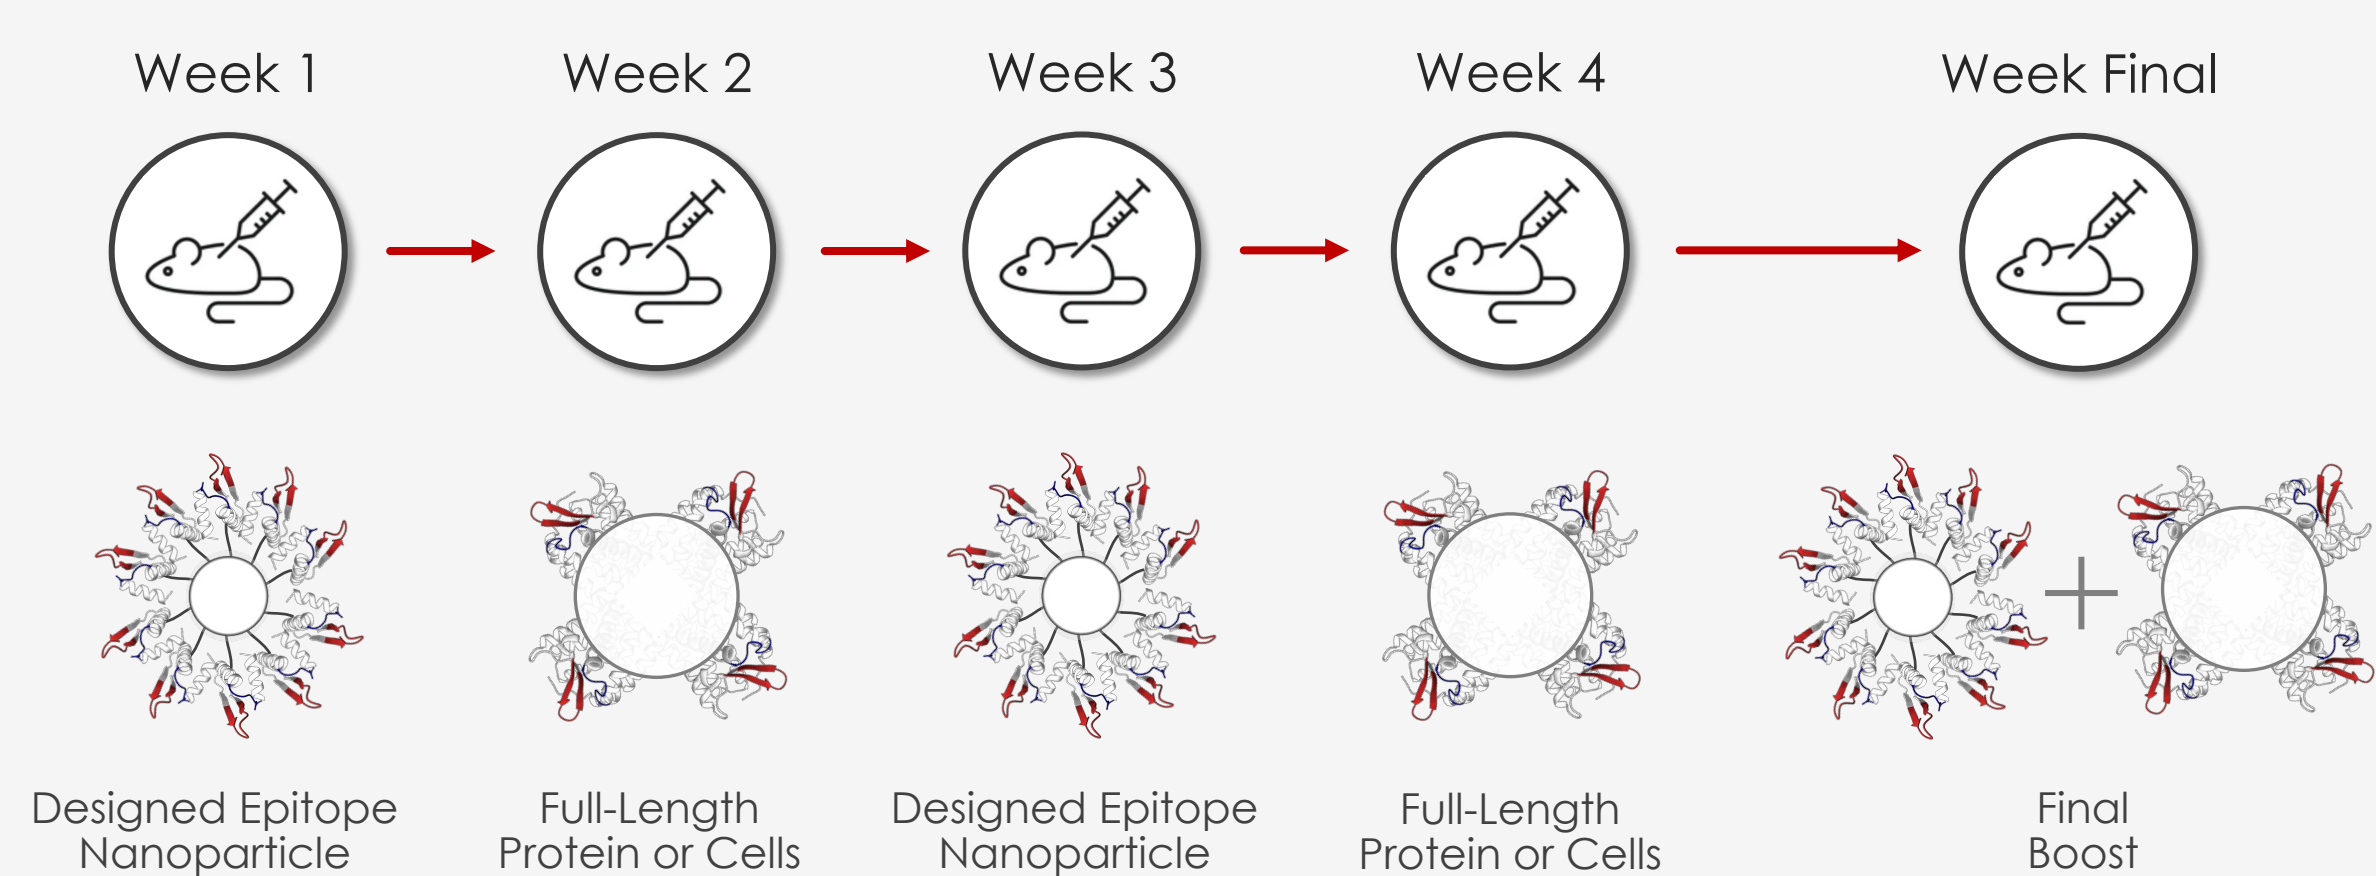 Week 1
Week 2
Week 3
Week 4
Week Final
Designed Epitope
Nanoparticle
Full-Length
Protein or Cells
Designed Epitope
Nanoparticle
Full-Length
Protein or Cells
Final
Boost